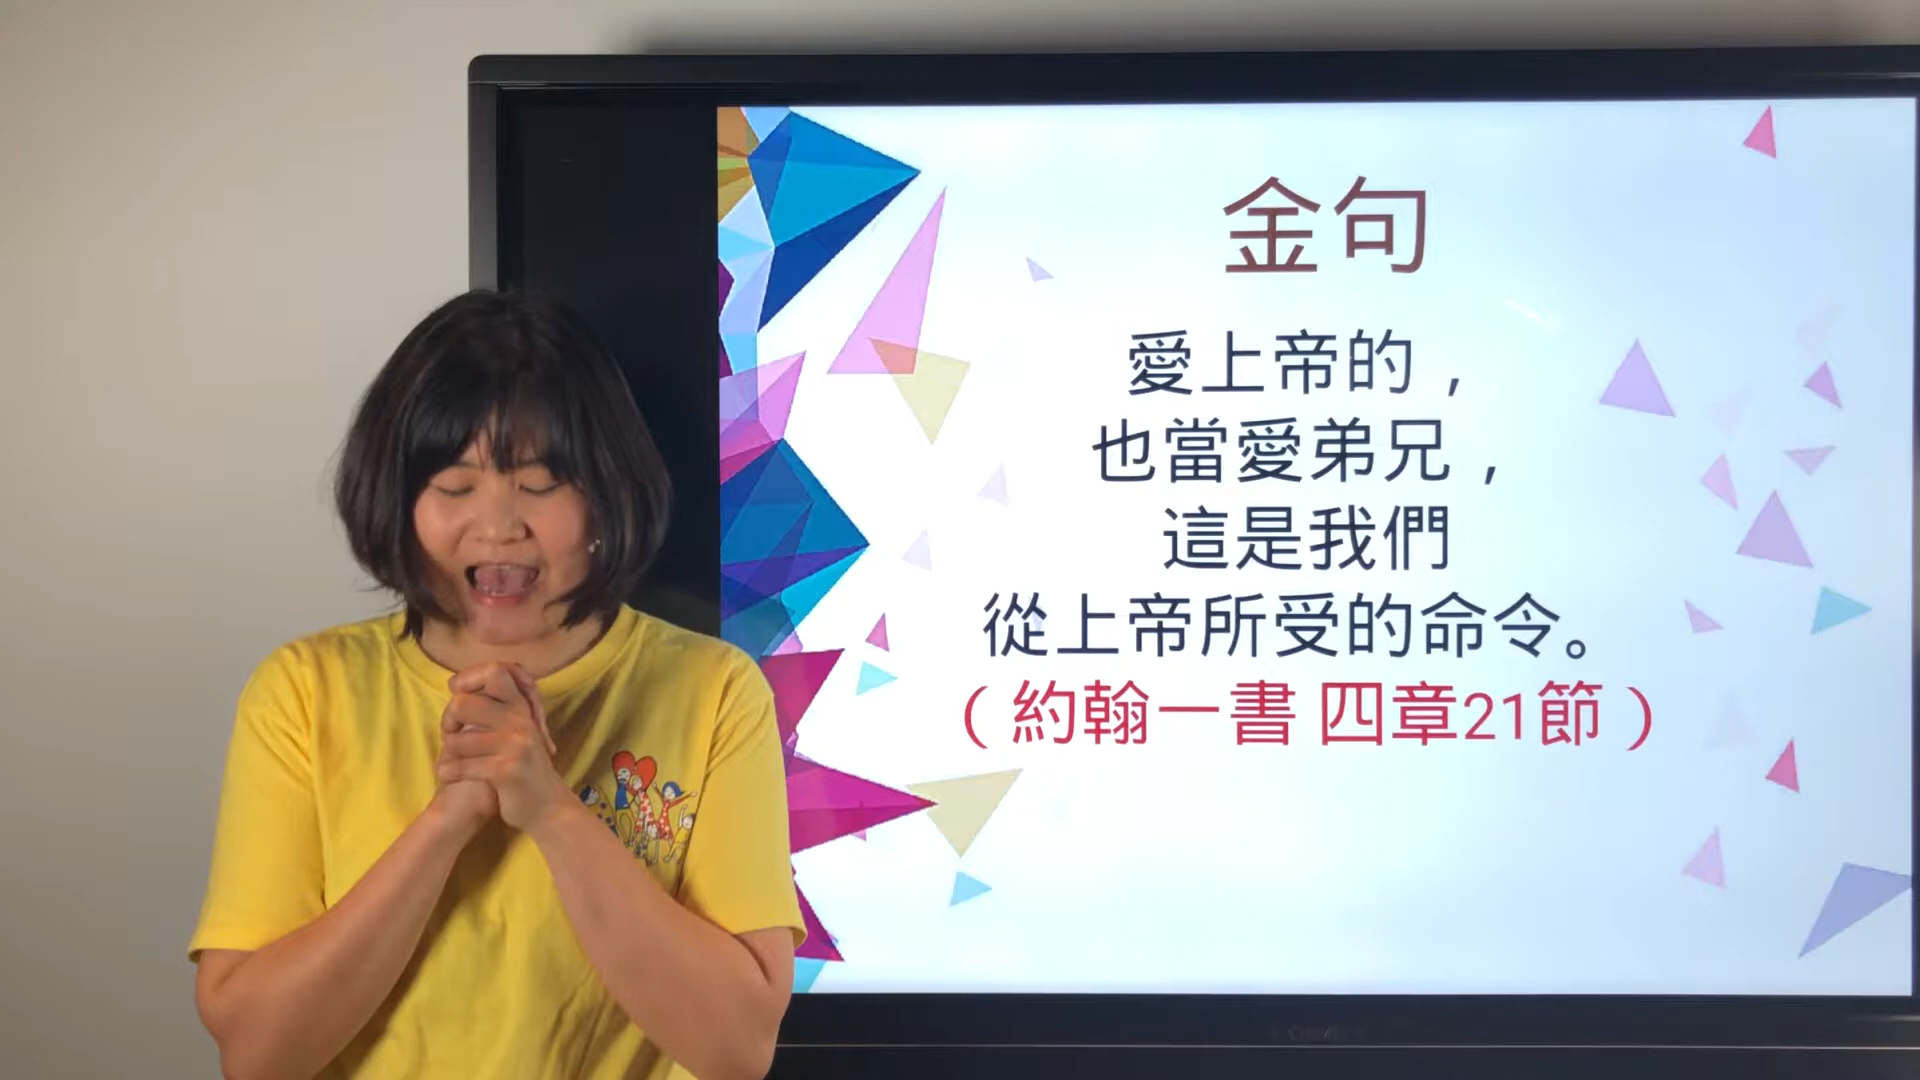 金句
愛上帝的，
也當愛弟兄，
這是我們
從上帝所受的命令。
（約翰一書 四章21節）